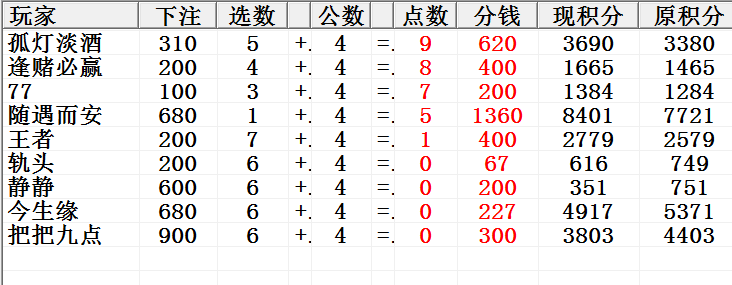 玩家 下注 选数 公数 点数 分钱 现积分 原积分
孤灯淡酒 310 5 +. 4 =. 9 620 3690 3380
逢赌必赢 200 4 +. 4 =. 8 400 1665 1465
77 100 3 +. 4 =. 7 200 1384 1284
随遇而安 680 1 +. 4 =. 5 1360 8401 7721
王者 200 7 +. 4 =. 1 400 2779 2579
轨头 200 6 +. 4 =. 0 67 616 749
静静 600 6 +. 4 =. 0 200 351 751
今生缘 680 6 +. 4 =. 0 227 4917 5371
把把九点 900 6 +. 4 =. 0 300 3803 4403